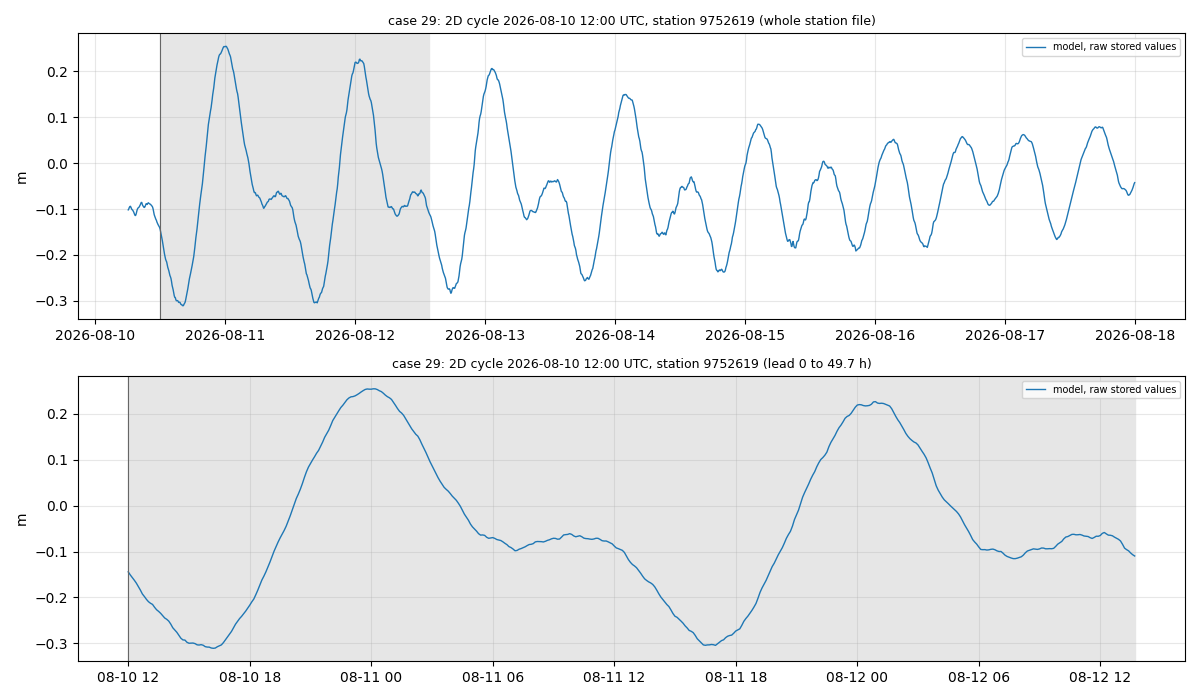 case 29: 2D cycle 2026-08-10 12:00 UTC, station 9752619 (whole station file)
model, raw stored values
m
0.2
0.1
0.0
−0.1
−0.2
−0.3
2026-08-10 2026-08-11 2026-08-12 2026-08-13 2026-08-14 2026-08-15 2026-08-16 2026-08-17 2026-08-18
case 29: 2D cycle 2026-08-10 12:00 UTC, station 9752619 (lead 0 to 49.7 h)
model, raw stored values
m
0.2
0.1
0.0
−0.1
−0.2
−0.3
08-10 12 08-10 18 08-11 00 08-11 06 08-11 12 08-11 18 08-12 00 08-12 06 08-12 12